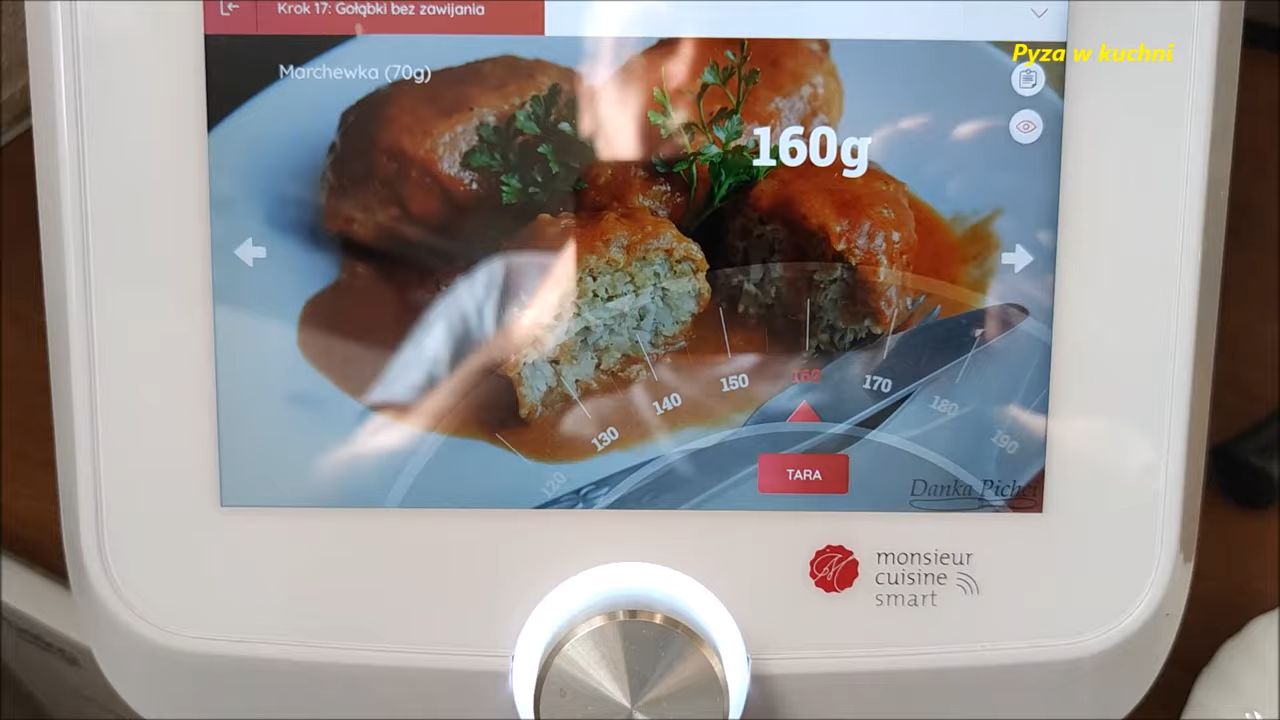 Krok 17: Gołąbki bez zawijania
Pyza w kuchni
Marchewka (70g)
160g
120 130 140 150 160 170 180 190
TARA
Danka Pichet
monsieur
cuisine
smart